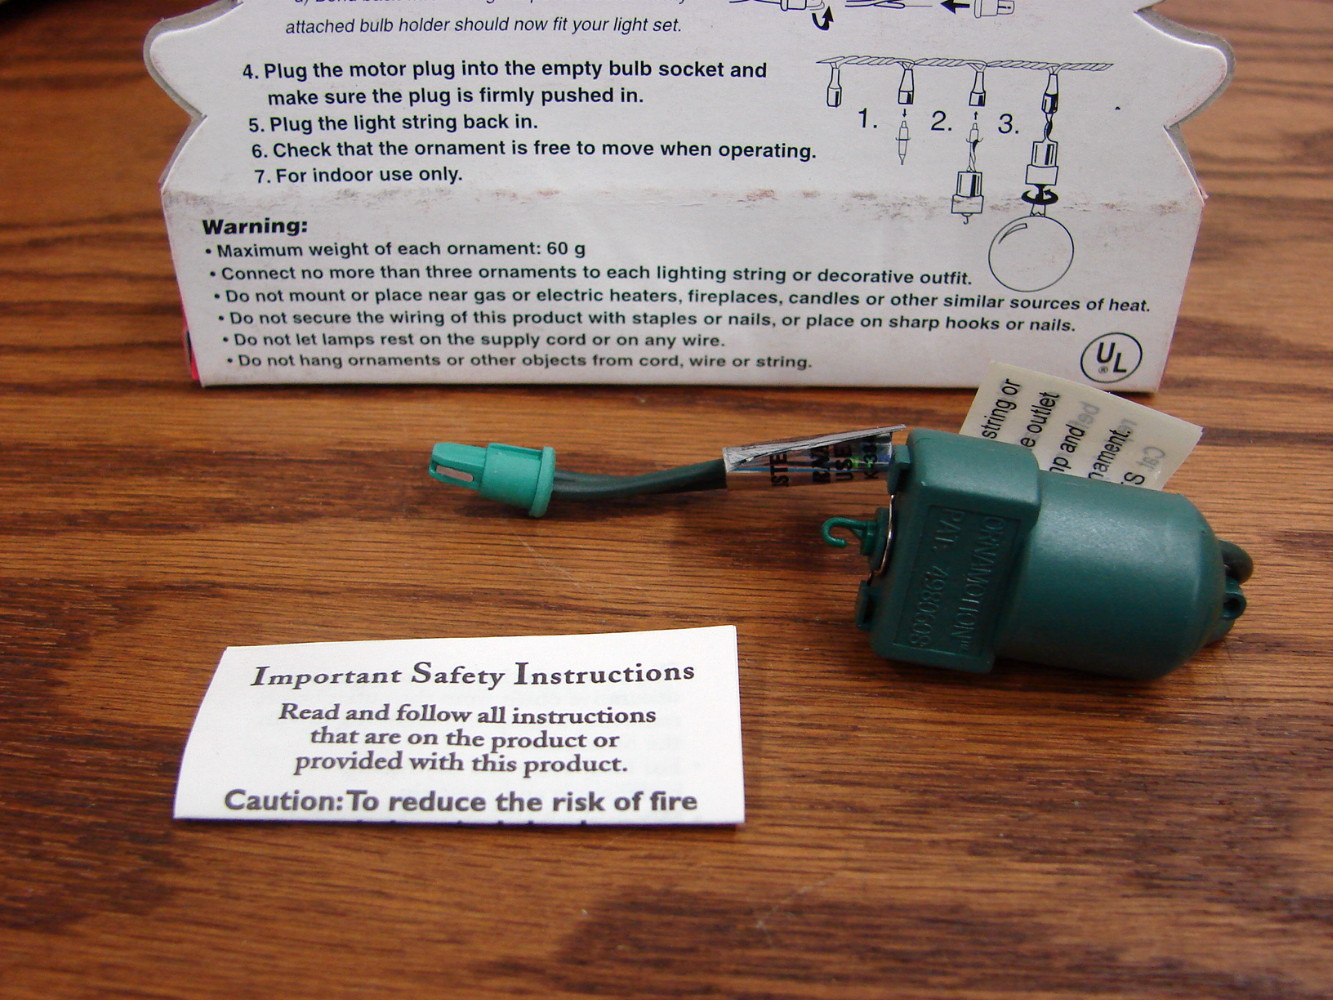 attached bulb holder should now fit your light set.
4. Plug the motor plug into the empty bulb socket and
make sure the plug is firmly pushed in.
5. Plug the light string back in.
6. Check that the ornament is free to move when operating.
7. For indoor use only.
1. 2. 3.
Warning:
• Maximum weight of each ornament: 60 g
• Connect no more than three ornaments to each lighting string or decorative outfit.
• Do not mount or place near gas or electric heaters, fireplaces, candles or other similar sources of heat.
• Do not secure the wiring of this product with staples or nails, or place on sharp hooks or nails.
• Do not let lamps rest on the supply cord or on any wire.
• Do not hang ornaments or other objects from cord, wire or string.
UL
®
string or
e outlet
np and
nament.
ORNAMOTION™
PAT. 4980605
Important Safety Instructions
Read and follow all instructions
that are on the product or
provided with this product.
Caution: To reduce the risk of fire